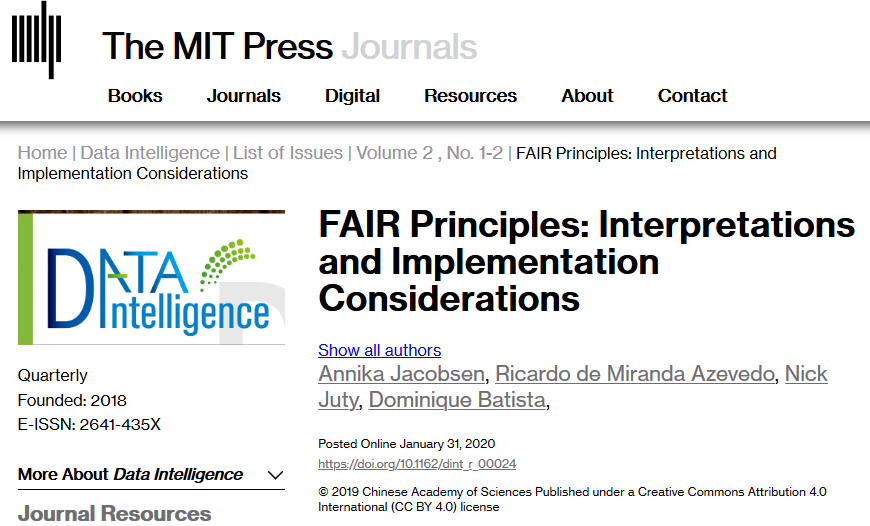 The MIT Press Journals
Books Journals Digital Resources About Contact
Home | Data Intelligence | List of Issues | Volume 2 , No. 1-2 | FAIR Principles: Interpretations and
Implementation Considerations
DATA
Intelligence
Quarterly
Founded: 2018
E-ISSN: 2641-435X
More About Data Intelligence
Journal Resources
FAIR Principles: Interpretations
and Implementation
Considerations
Show all authors
Annika Jacobsen, Ricardo de Miranda Azevedo, Nick
Juty, Dominique Batista,
Posted Online January 31, 2020
https://doi.org/10.1162/dint_r_00024
© 2019 Chinese Academy of Sciences Published under a Creative Commons Attribution 4.0
International (CC BY 4.0) license